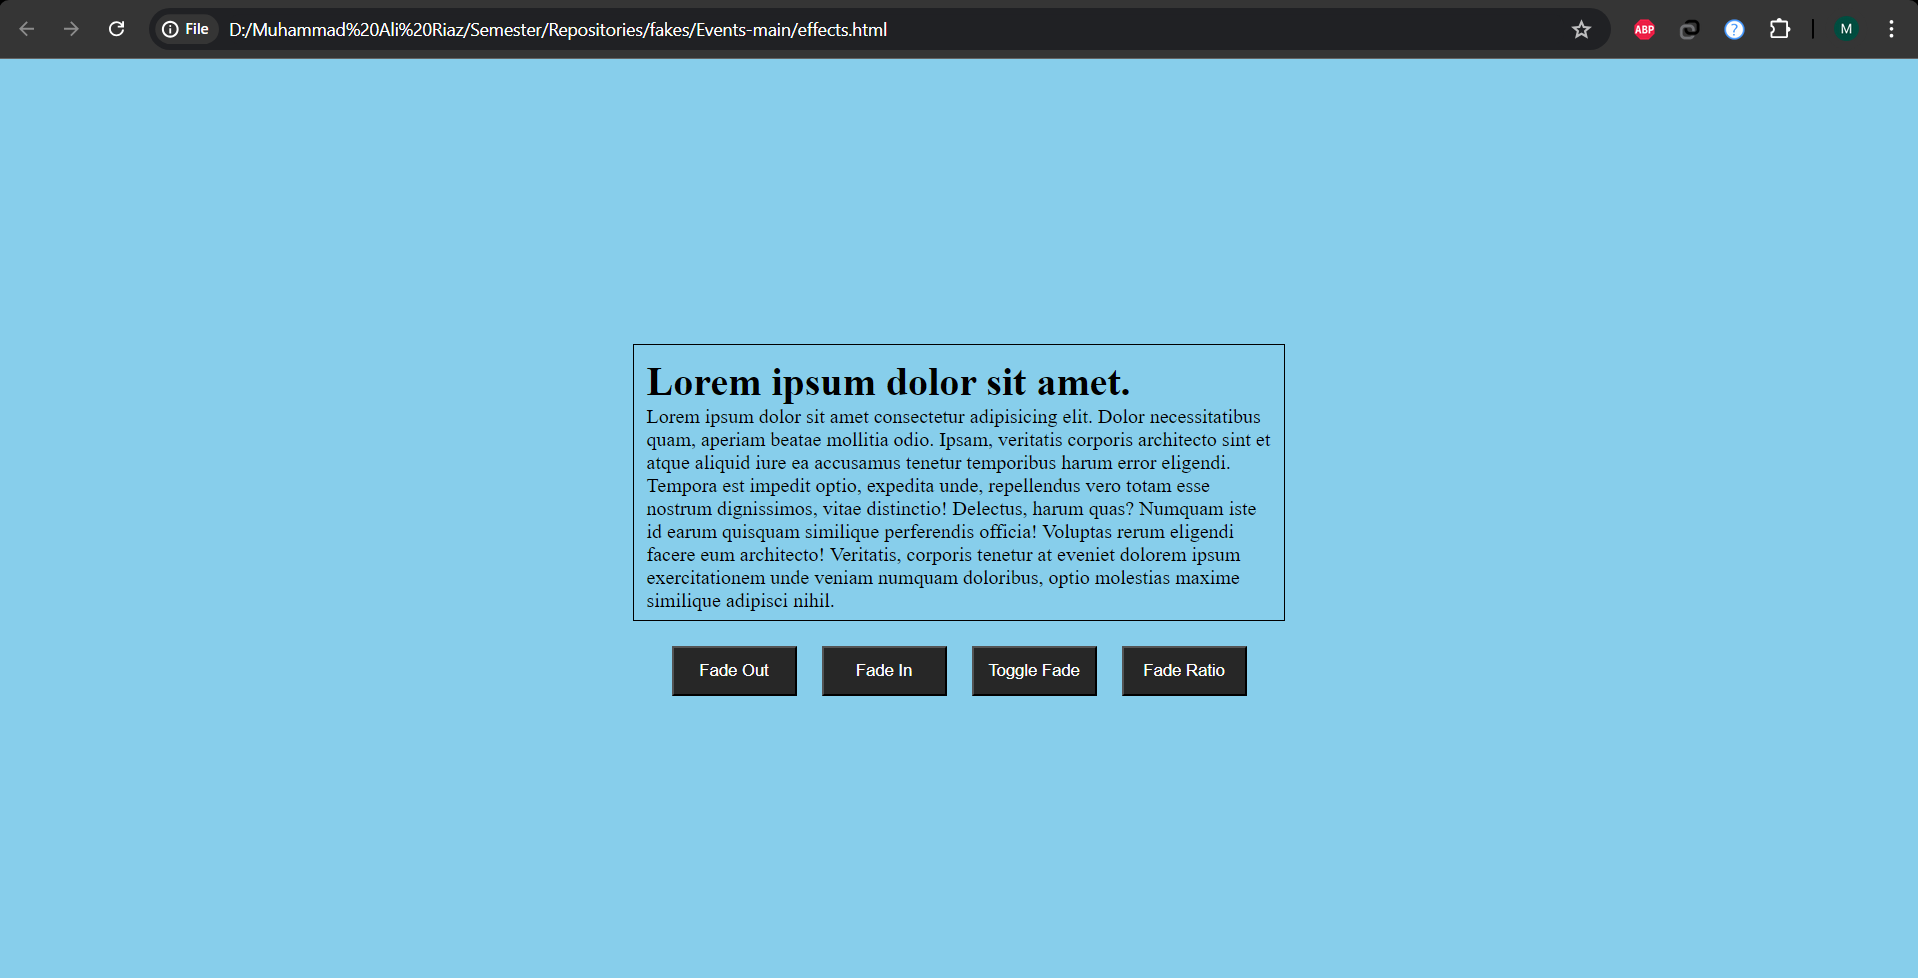 File D:/Muhammad%20Ali%20Riaz/Semester/Repositories/fakes/Events-main/effects.html ABP ? M
Lorem ipsum dolor sit amet.
Lorem ipsum dolor sit amet consectetur adipisicing elit. Dolor necessitatibus
quam, aperiam beatae mollitia odio. Ipsam, veritatis corporis architecto sint et
atque aliquid iure ea accusamus tenetur temporibus harum error eligendi.
Tempora est impedit optio, expedita unde, repellendus vero totam esse
nostrum dignissimos, vitae distinctio! Delectus, harum quas? Numquam iste
id earum quisquam similique perferendis officia! Voluptas rerum eligendi
facere eum architecto! Veritatis, corporis tenetur at eveniet dolorem ipsum
exercitationem unde veniam numquam doloribus, optio molestias maxime
similique adipisci nihil.
Fade Out Fade In Toggle Fade Fade Ratio